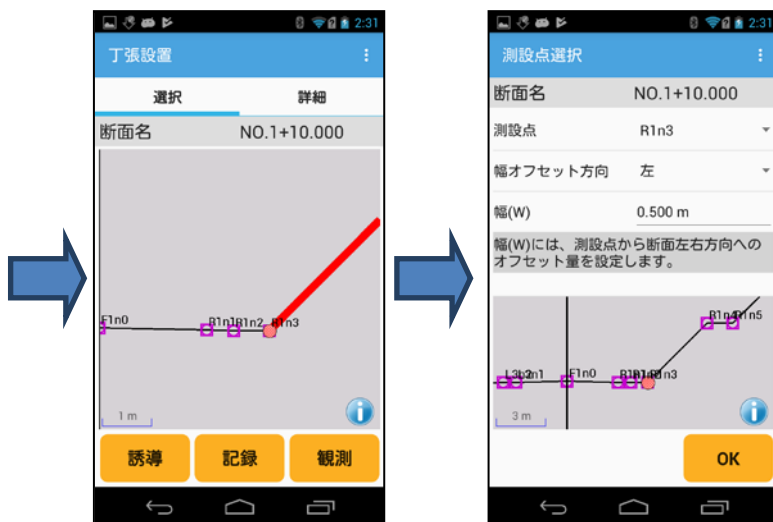 2:31
丁張設置
選択
詳細
断面名
NO.1+10.000
F1n0
R1n1
R1n2
R1n3
1 m
誘導
記録
観測
2:31
測設点選択
断面名
NO.1+10.000
測設点
R1n3
幅オフセット方向
左
幅(W)
0.500 m
幅(W)には、測設点から断面左右方向への
オフセット量を設定します。
R1n4
R1n5
F1n0
3 m
OK